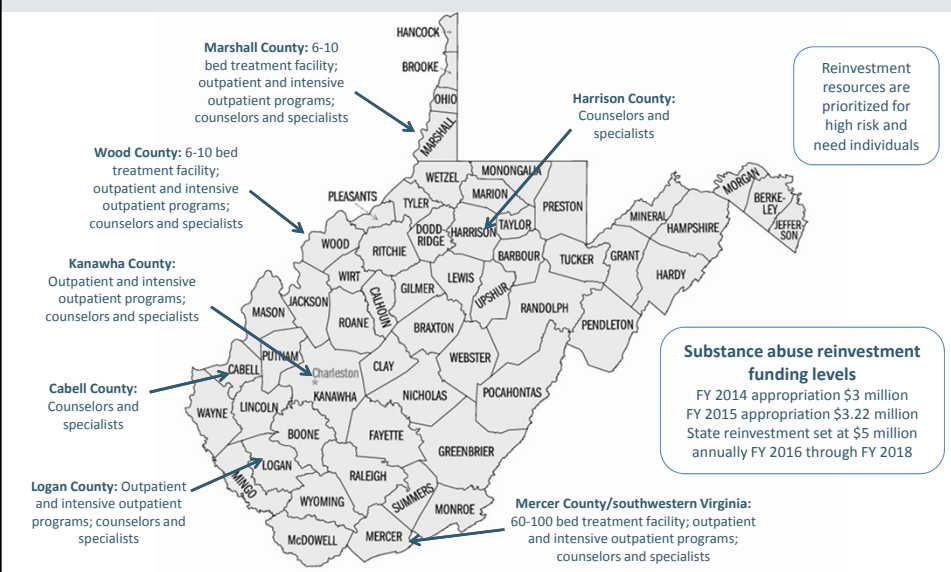 HANCOCK
Marshall County: 6-10
bed treatment facility;
outpatient and intensive
outpatient programs;
counselors and specialists
BROOKE
OHIO
MARSHALL
Harrison County:
Counselors and
specialists
Reinvestment
resources are
prioritized for
high risk and
need individuals
Wood County: 6-10 bed
treatment facility;
outpatient and intensive
outpatient programs;
counselors and specialists
WETZEL
MONONGALIA
MARION
PRESTON
MORGAN
BERKE-
LEY
JEFFER
SON
PLEASANTS
TYLER
MINERAL
HAMPSHIRE
WOOD
RITCHIE
DODD-
RIDGE
HARRISON
TAYLOR
BARBOUR
TUCKER
GRANT
HARDY
Kanawha County:
Outpatient and intensive
outpatient programs;
counselors and specialists
WIRT
GILMER
LEWIS
UPSHUR
RANDOLPH
PENDLETON
MASON
JACKSON
ROANE
CALHOUN
BRAXTON
WEBSTER
Substance abuse reinvestment
funding levels
FY 2014 appropriation $3 million
FY 2015 appropriation $3.22 million
State reinvestment set at $5 million
annually FY 2016 through FY 2018
PUTNAM
CABELL
Charleston
KANAWHA
CLAY
NICHOLAS
POCAHONTAS
Cabell County:
Counselors and
specialists
WAYNE
LINCOLN
BOONE
FAYETTE
GREENBRIER
LOGAN
MINGO
RALEIGH
Logan County: Outpatient
and intensive outpatient
programs; counselors and
specialists
WYOMING
SUMMERS
MONROE
McDOWELL
MERCER
Mercer County/southwestern Virginia:
60-100 bed treatment facility; outpatient
and intensive outpatient programs;
counselors and specialists